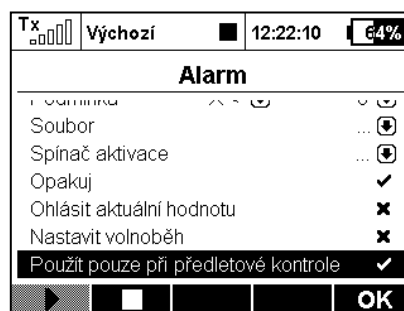 Tx Výchozí 12:22:10 64%
Alarm
Soubor ...
Spínač aktivace ...
Opakuj
Ohlásit aktuální hodnotu
Nastavit volnoběh
Použít pouze při předletové kontrole
OK